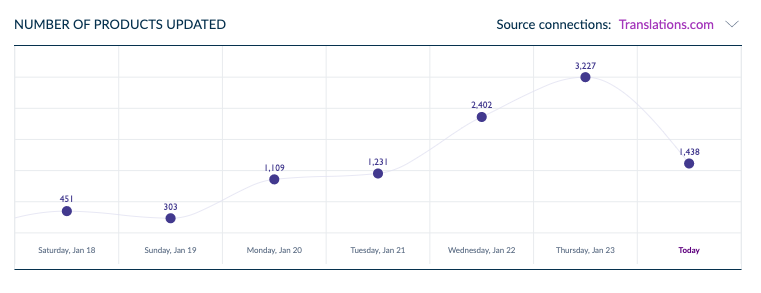 NUMBER OF PRODUCTS UPDATED
Source connections: Translations.com
3,227
2,402
1,438
1,231
1,109
451
303
Saturday, Jan 18
Sunday, Jan 19
Monday, Jan 20
Tuesday, Jan 21
Wednesday, Jan 22
Thursday, Jan 23
Today